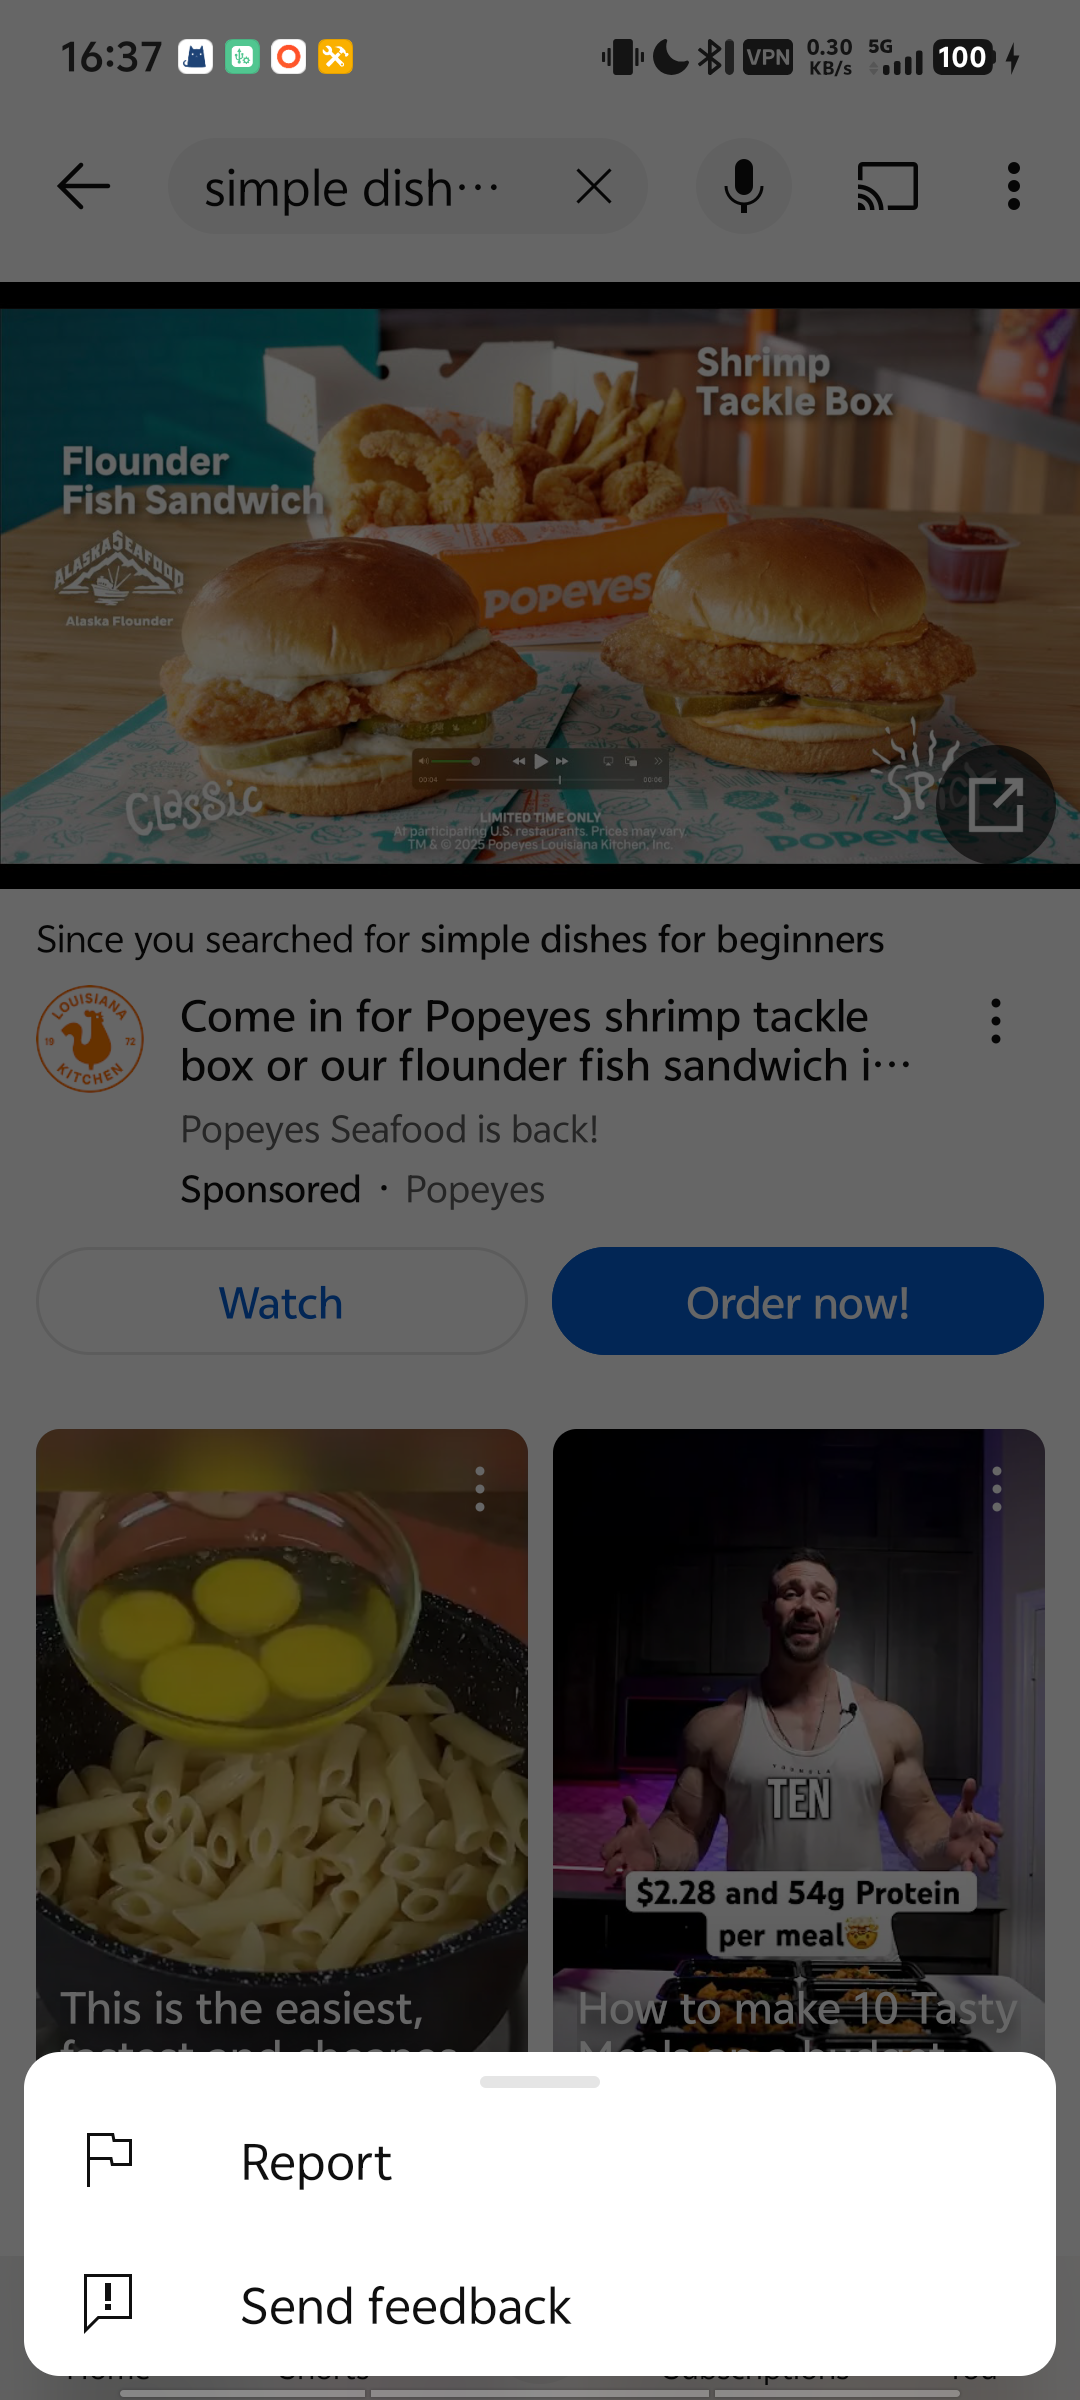 16:37
VPN
0.30
KB/s
5G
100
simple dish···
Shrimp
Tackle Box
Flounder
Fish Sandwich
ALASKA SEAFOOD
Alaska Flounder
POPEYES
Classic
00:04
00:06
LIMITED TIME ONLY
At participating U.S. restaurants. Prices may vary.
TM & © 2025 Popeyes Louisiana Kitchen, Inc.
Since you searched for simple dishes for beginners
LOUISIANA
19 72
KITCHEN
Come in for Popeyes shrimp tackle
box or our flounder fish sandwich i···
Popeyes Seafood is back!
Sponsored · Popeyes
Watch
Order now!
TEN
$2.28 and 54g Protein
per meal🤯
This is the easiest,
How to make 10 Tasty
Report
Send feedback